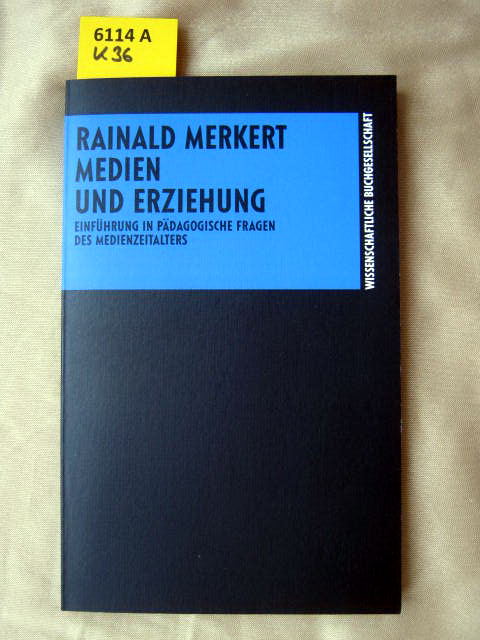 6114 A
K 36
RAINALD MERKERT
MEDIEN
UND ERZIEHUNG
EINFÜHRUNG IN PÄDAGOGISCHE FRAGEN
DES MEDIENZEITALTERS
WISSENSCHAFTLICHE BUCHGESELLSCHAFT